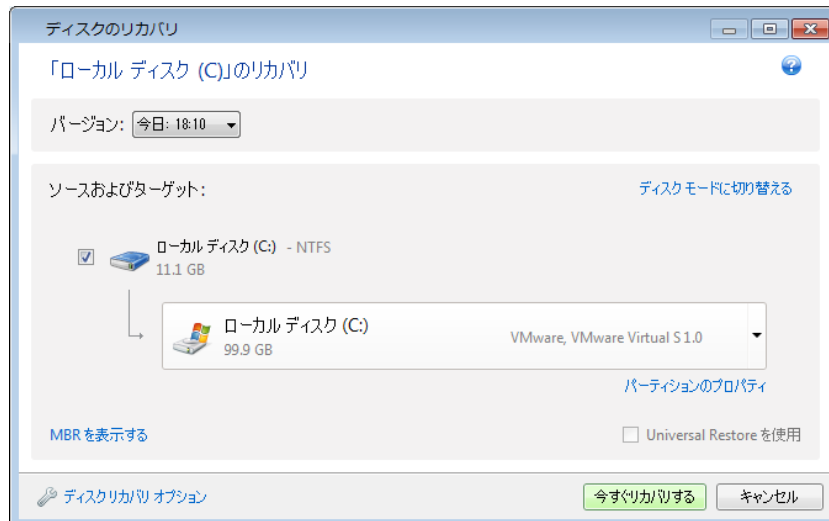 ディスクのリカバリ
「ローカル ディスク (C)」のリカバリ
バージョン: 今日: 18:10
ソースおよびターゲット: ディスク モードに切り替える
ローカル ディスク (C:) - NTFS
11.1 GB
ローカル ディスク (C:)
99.9 GB
VMware, VMware Virtual S 1.0
パーティションのプロパティ
MBR を表示する Universal Restore を使用
ディスク リカバリ オプション 今すぐリカバリする キャンセル